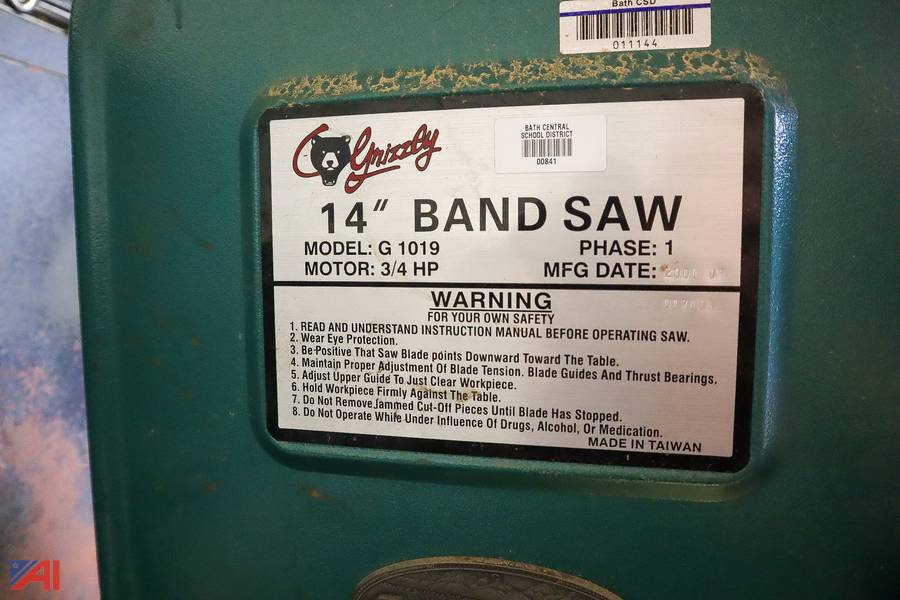 Bath CSD
011144
Grizzly
BATH CENTRAL
SCHOOL DISTRICT
00841
14" BAND SAW
MODEL: G 1019
PHASE: 1
MOTOR: 3/4 HP
MFG DATE:
WARNING
FOR YOUR OWN SAFETY
1. READ AND UNDERSTAND INSTRUCTION MANUAL BEFORE OPERATING SAW.
2. Wear Eye Protection.
3. Be Positive That Saw Blade points Downward Toward The Table.
4. Maintain Proper Adjustment Of Blade Tension. Blade Guides And Thrust Bearings.
5. Adjust Upper Guide To Just Clear Workpiece.
6. Hold Workpiece Firmly Against The Table.
7. Do Not Remove Jammed Cut-Off Pieces Until Blade Has Stopped.
8. Do Not Operate While Under Influence Of Drugs, Alcohol, Or Medication.
MADE IN TAIWAN
AI